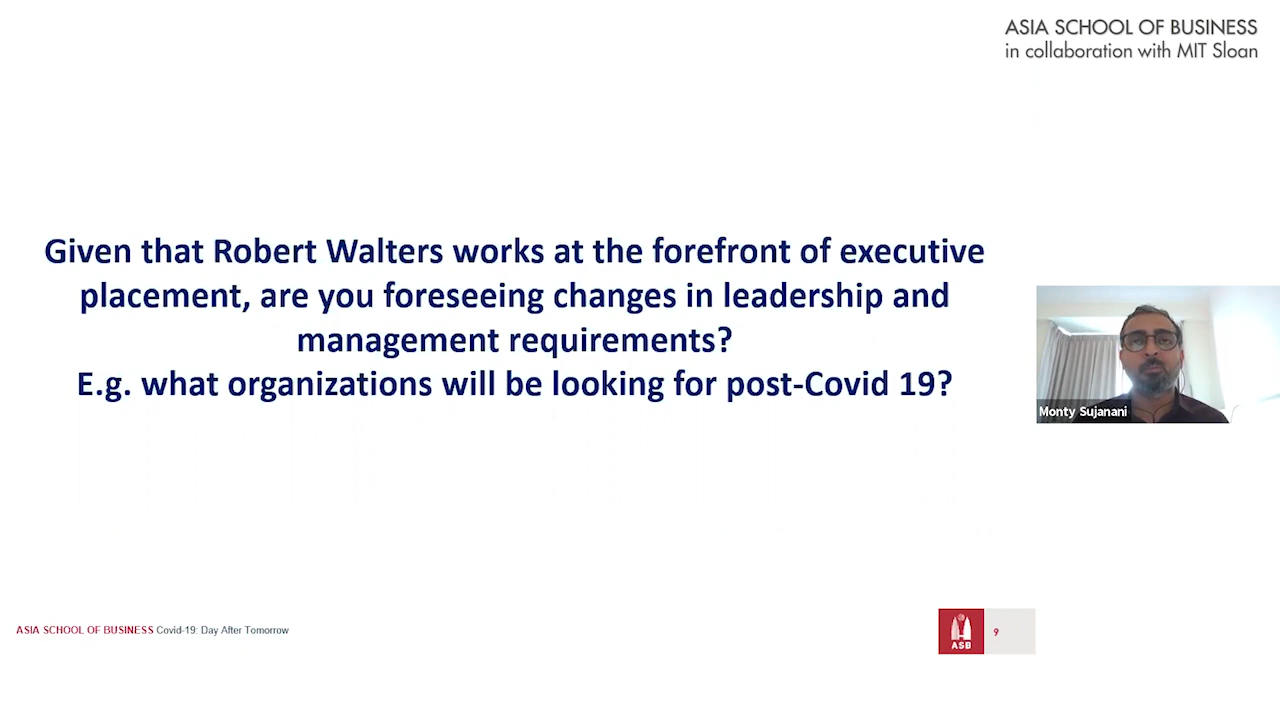 ASIA SCHOOL OF BUSINESS
in collaboration with MIT Sloan
Given that Robert Walters works at the forefront of executive
placement, are you foreseeing changes in leadership and
management requirements?
E.g. what organizations will be looking for post-Covid 19?
Monty Sujanani
ASIA SCHOOL OF BUSINESS Covid-19: Day After Tomorrow
ASB
9